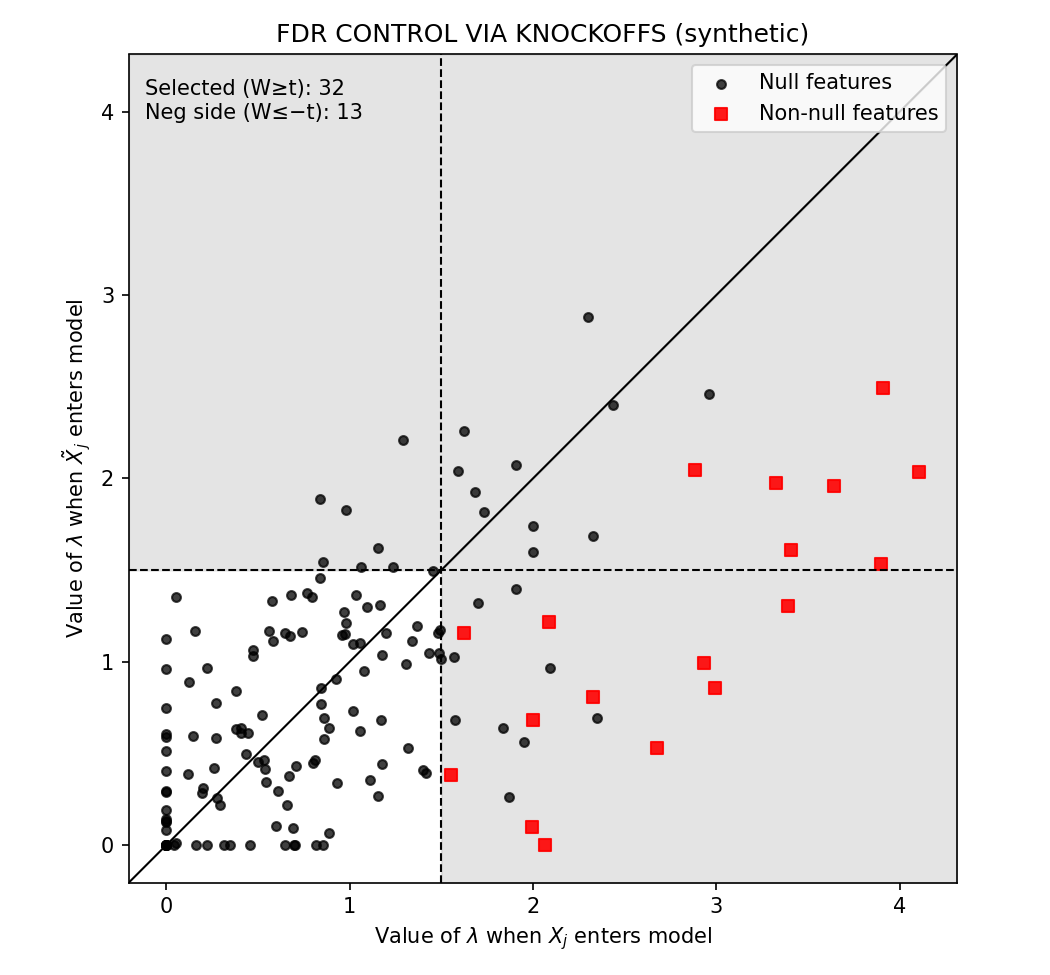 FDR CONTROL VIA KNOCKOFFS (synthetic)
Selected (W≥t): 32
Neg side (W≤−t): 13
Null features
Non-null features
Value of λ when X̃ⱼ enters model
4
3
2
1
0
0 1 2 3 4
Value of λ when Xⱼ enters model